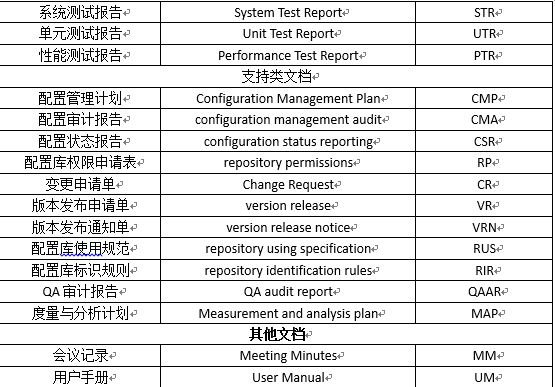 系统测试报告 System Test Report STR
单元测试报告 Unit Test Report UTR
性能测试报告 Performance Test Report PTR
支持类文档
配置管理计划 Configuration Management Plan CMP
配置审计报告 configuration management audit CMA
配置状态报告 configuration status reporting CSR
配置库权限申请表 repository permissions RP
变更申请单 Change Request CR
版本发布申请单 version release VR
版本发布通知单 version release notice VRN
配置库使用规范 repository using specification RUS
配置库标识规则 repository identification rules RIR
QA 审计报告 QA audit report QAAR
度量与分析计划 Measurement and analysis plan MAP
其他文档
会议记录 Meeting Minutes MM
用户手册 User Manual UM